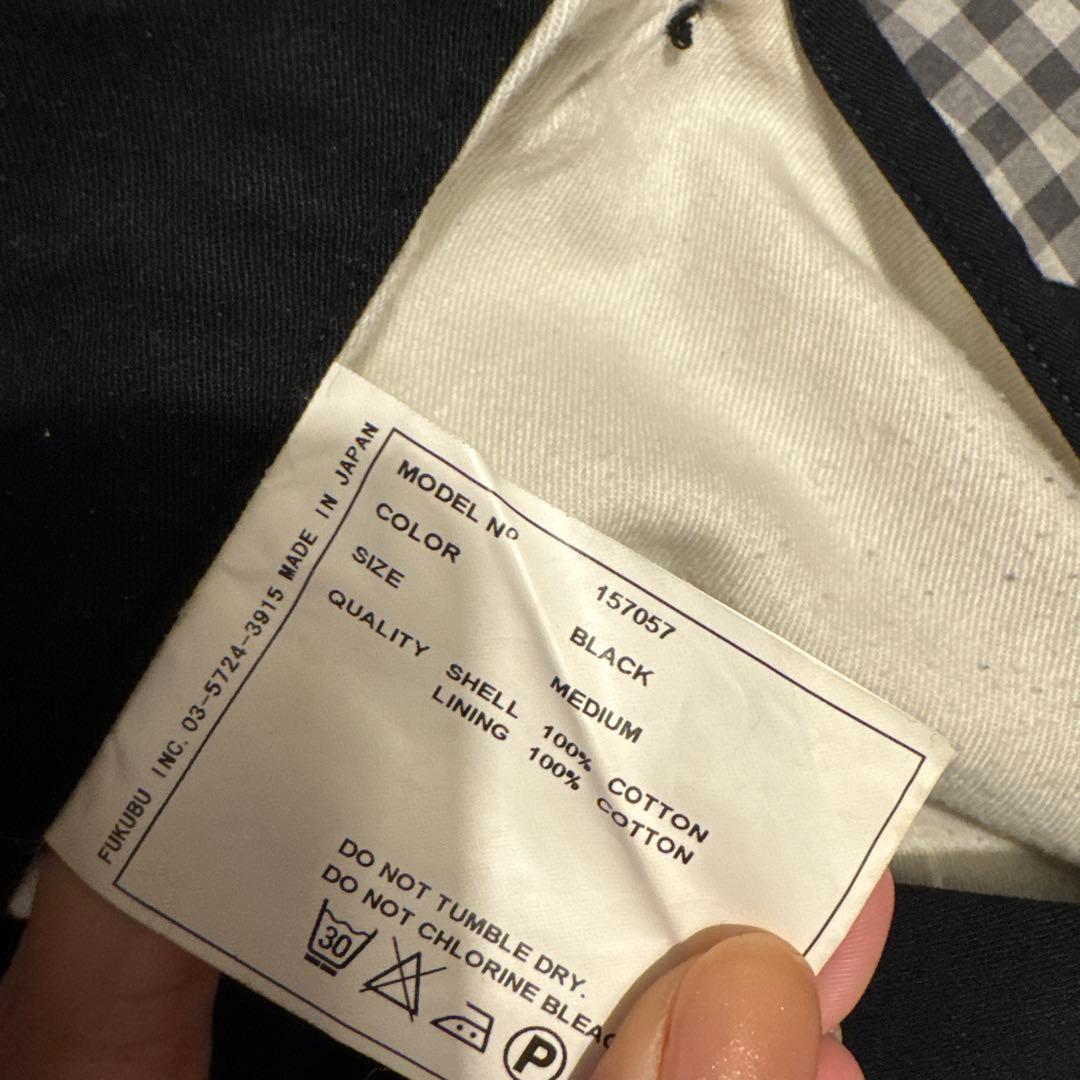 MODEL Nº 157057
COLOR BLACK
SIZE MEDIUM
QUALITY SHELL 100% COTTON
LINING 100% COTTON
DO NOT TUMBLE DRY.
DO NOT CHLORINE BLEAC
30
P
FUKUBU INC. 03-5724-3915 MADE IN JAPAN